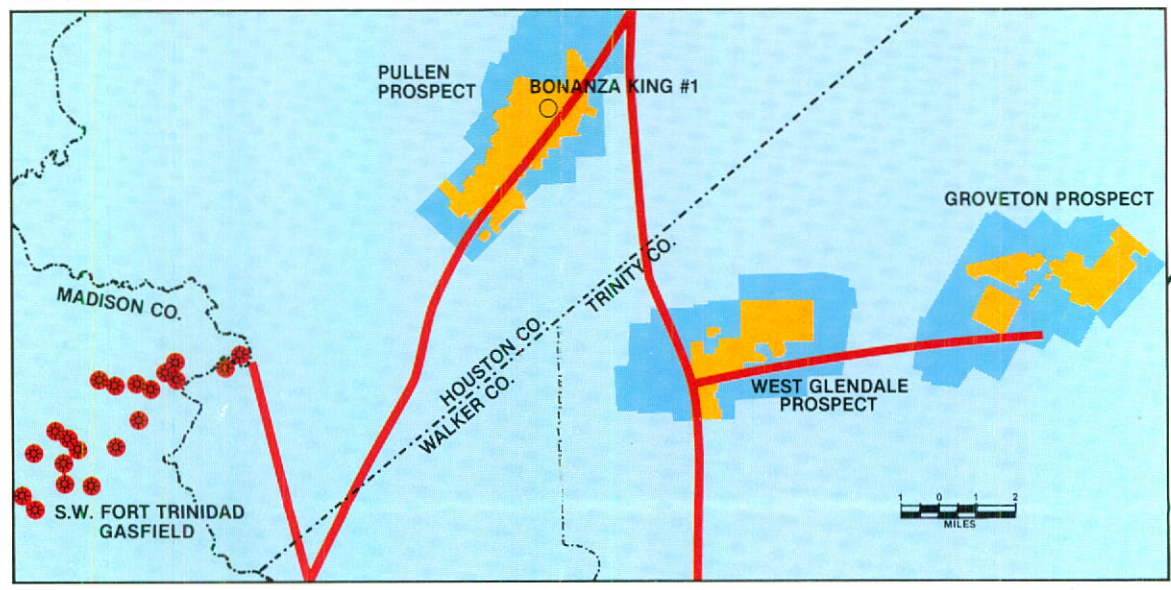 PULLEN
PROSPECT
BONANZA KING #1
GROVETON PROSPECT
TRINITY CO.
MADISON CO.
HOUSTON CO.
WALKER CO.
WEST GLENDALE
PROSPECT
S.W. FORT TRINIDAD
GASFIELD
1 0 1 2
MILES